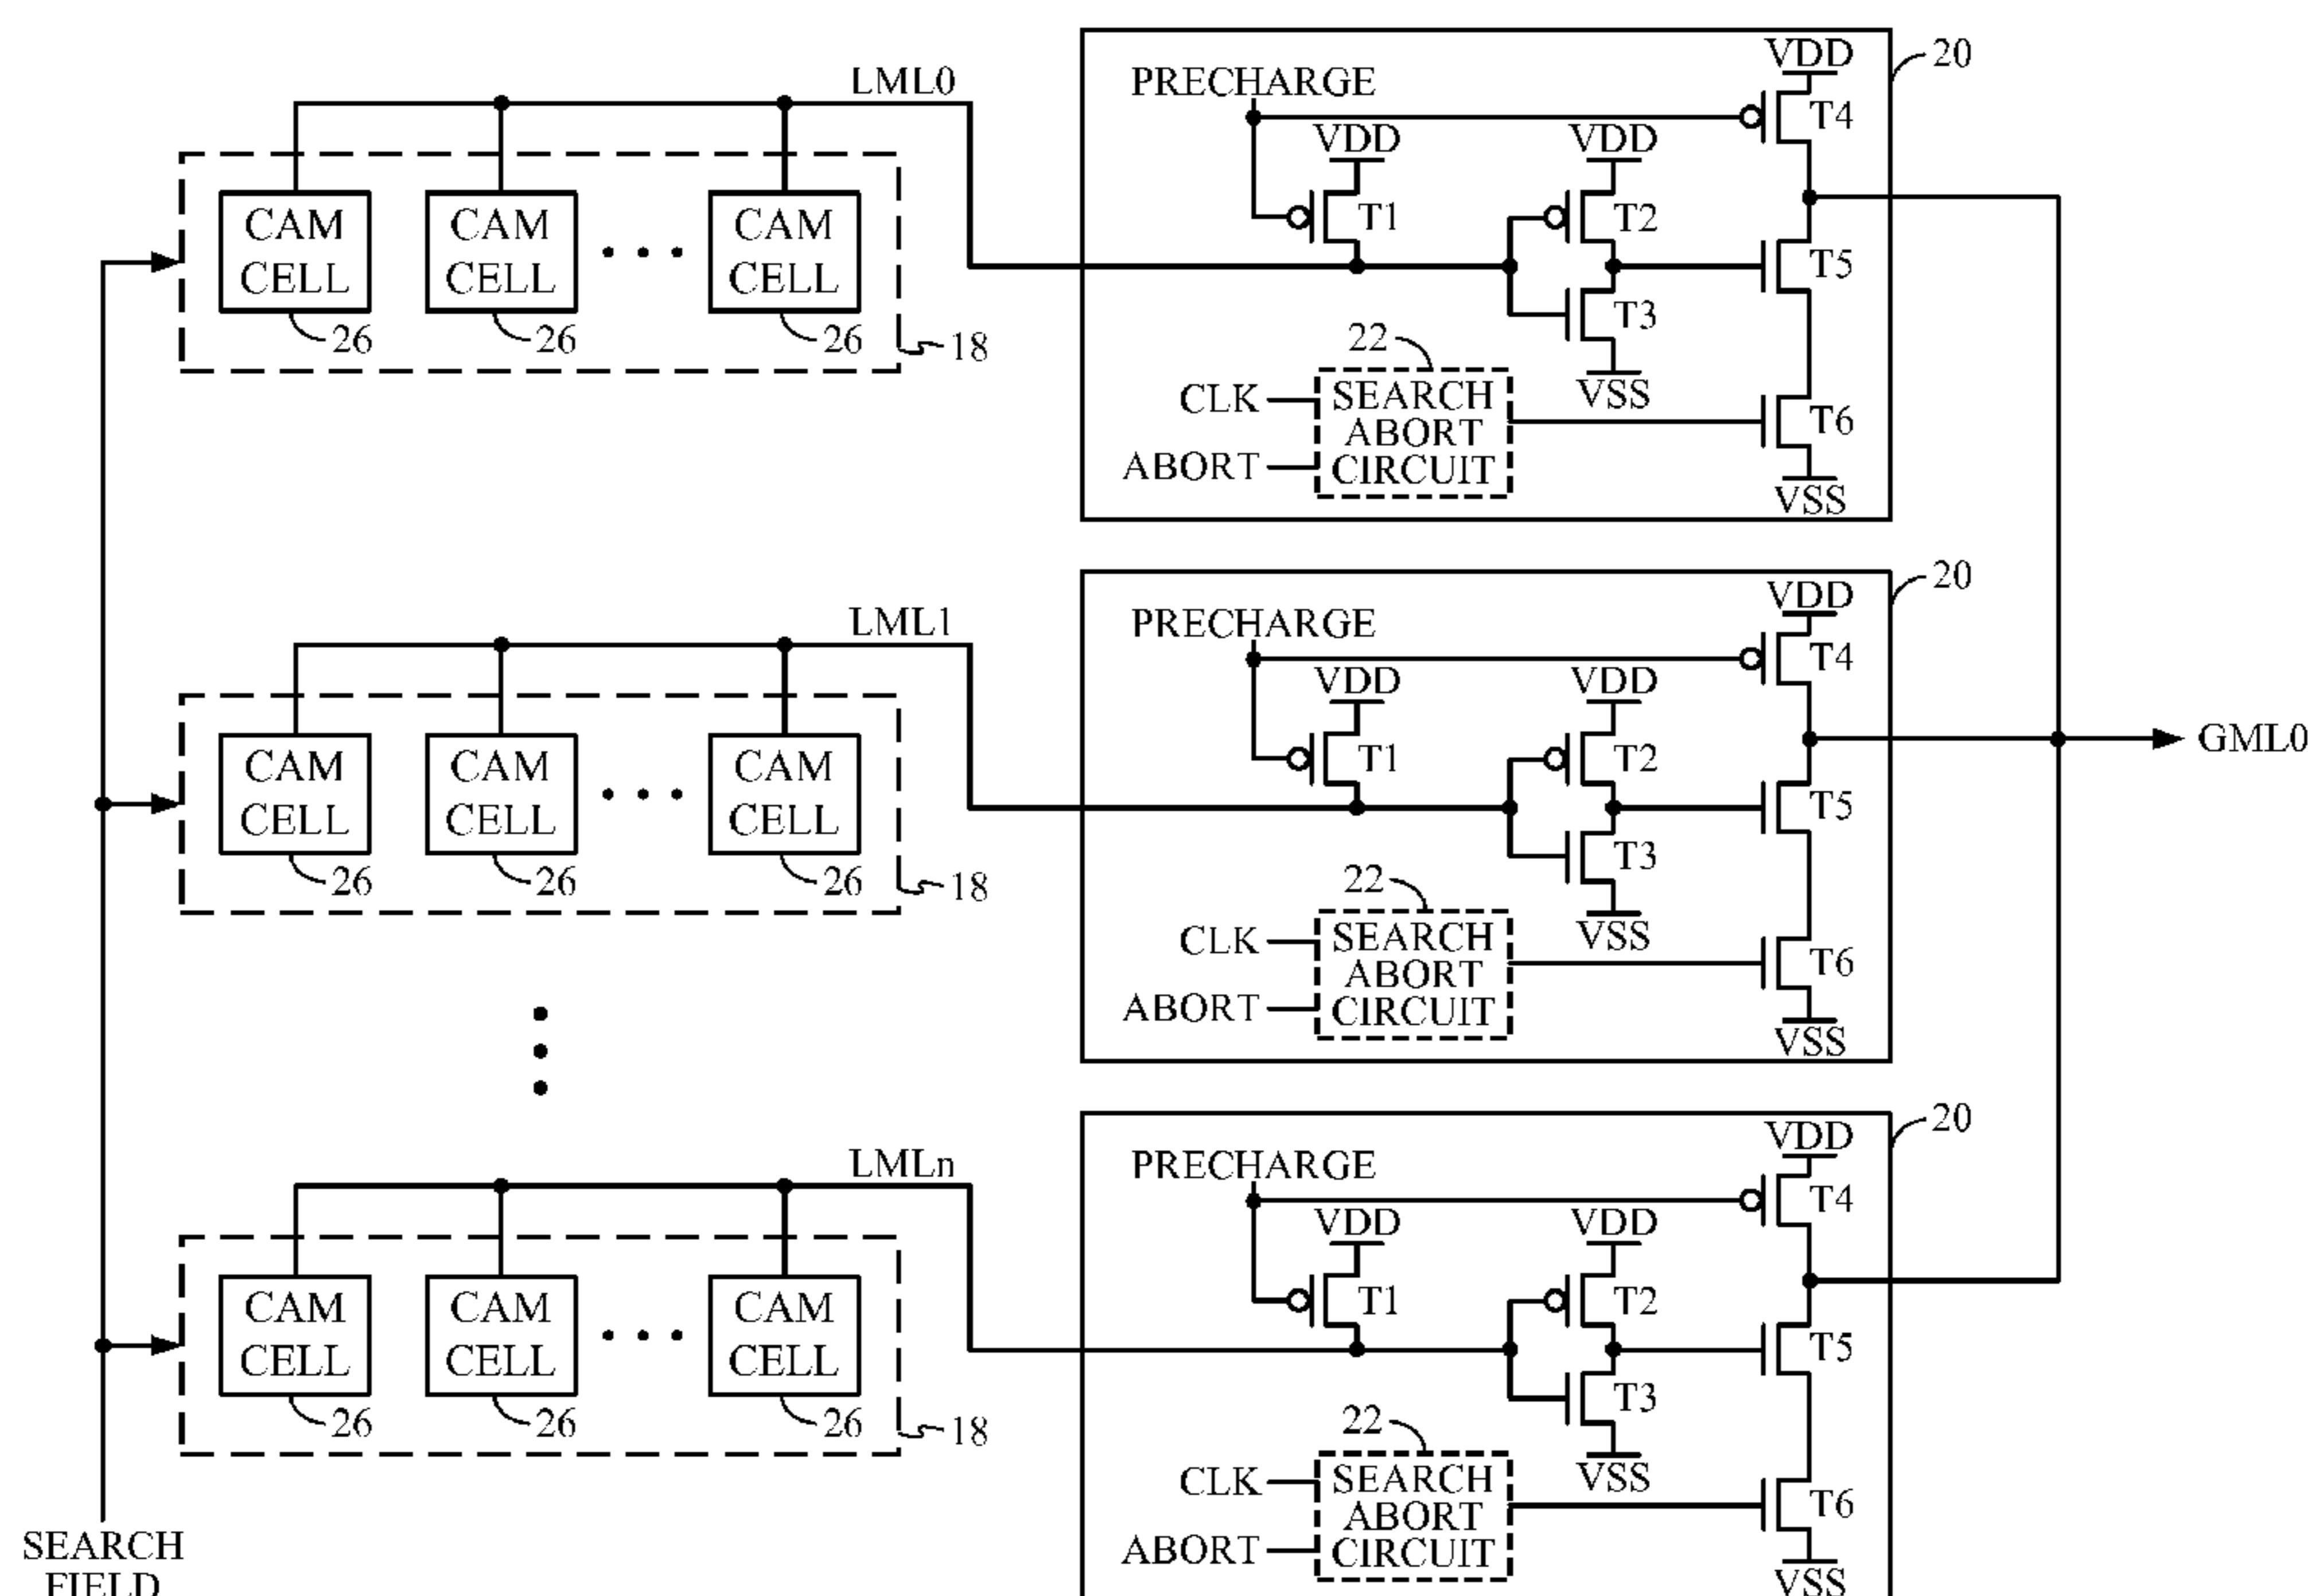 LML0
CAM CELL
CAM CELL
. . .
CAM CELL
26
26
26
18
20
PRECHARGE
VDD
T4
VDD
T1
VDD
T2
T5
T3
VSS
22
CLK
ABORT
SEARCH
ABORT
CIRCUIT
T6
VSS
LML1
CAM CELL
CAM CELL
. . .
CAM CELL
26
26
26
18
20
PRECHARGE
VDD
T4
VDD
T1
VDD
T2
T5
T3
VSS
22
CLK
ABORT
SEARCH
ABORT
CIRCUIT
T6
VSS
GML0
LMLn
CAM CELL
CAM CELL
. . .
CAM CELL
26
26
26
18
20
PRECHARGE
VDD
T4
VDD
T1
VDD
T2
T5
T3
VSS
22
CLK
ABORT
SEARCH
ABORT
CIRCUIT
T6
VSS
SEARCH
FIELD